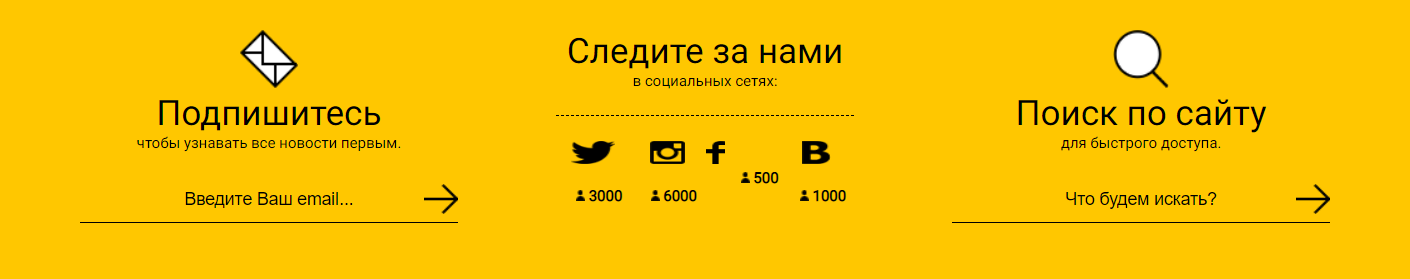 Подпишитесь
чтобы узнавать все новости первым.
Введите Ваш email...
Следите за нами
в социальных сетях:
3000
6000
500
1000
Поиск по сайту
для быстрого доступа.
Что будем искать?